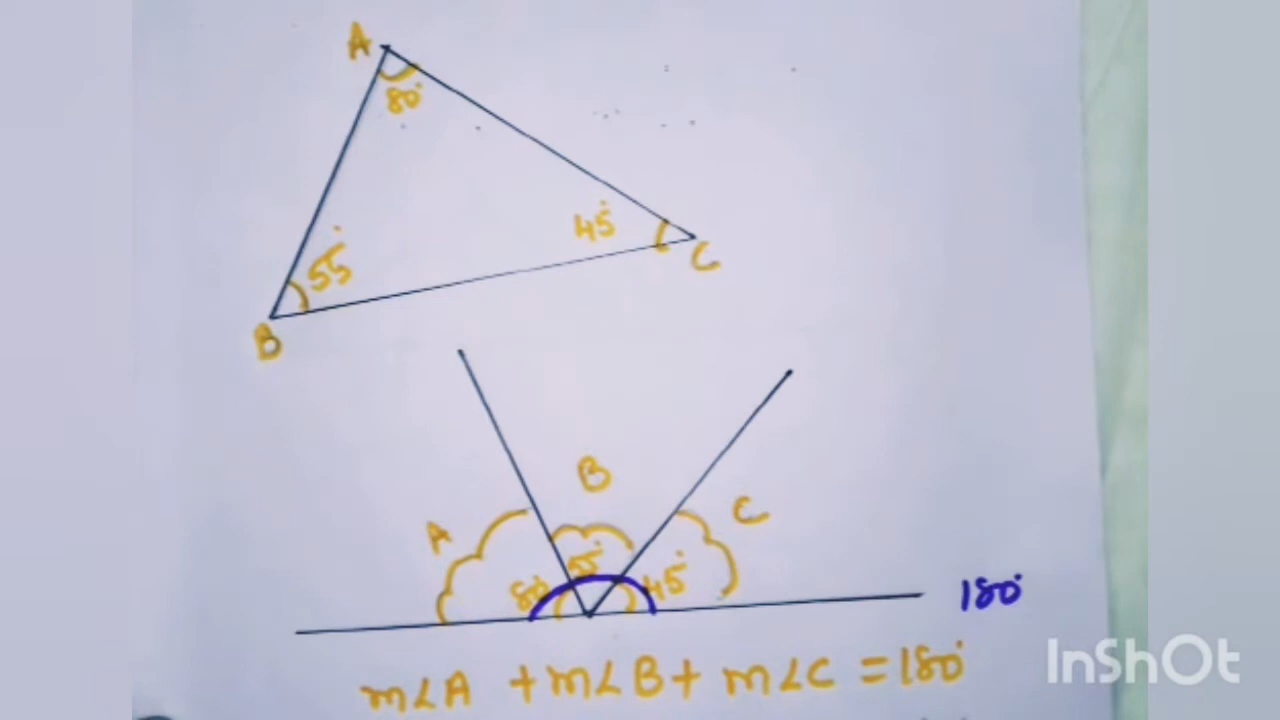 A
80°
45°
55°
C
B
B
A
C
55°
80°
45°
180°
m∠A + m∠B + m∠C = 180°
InShOt